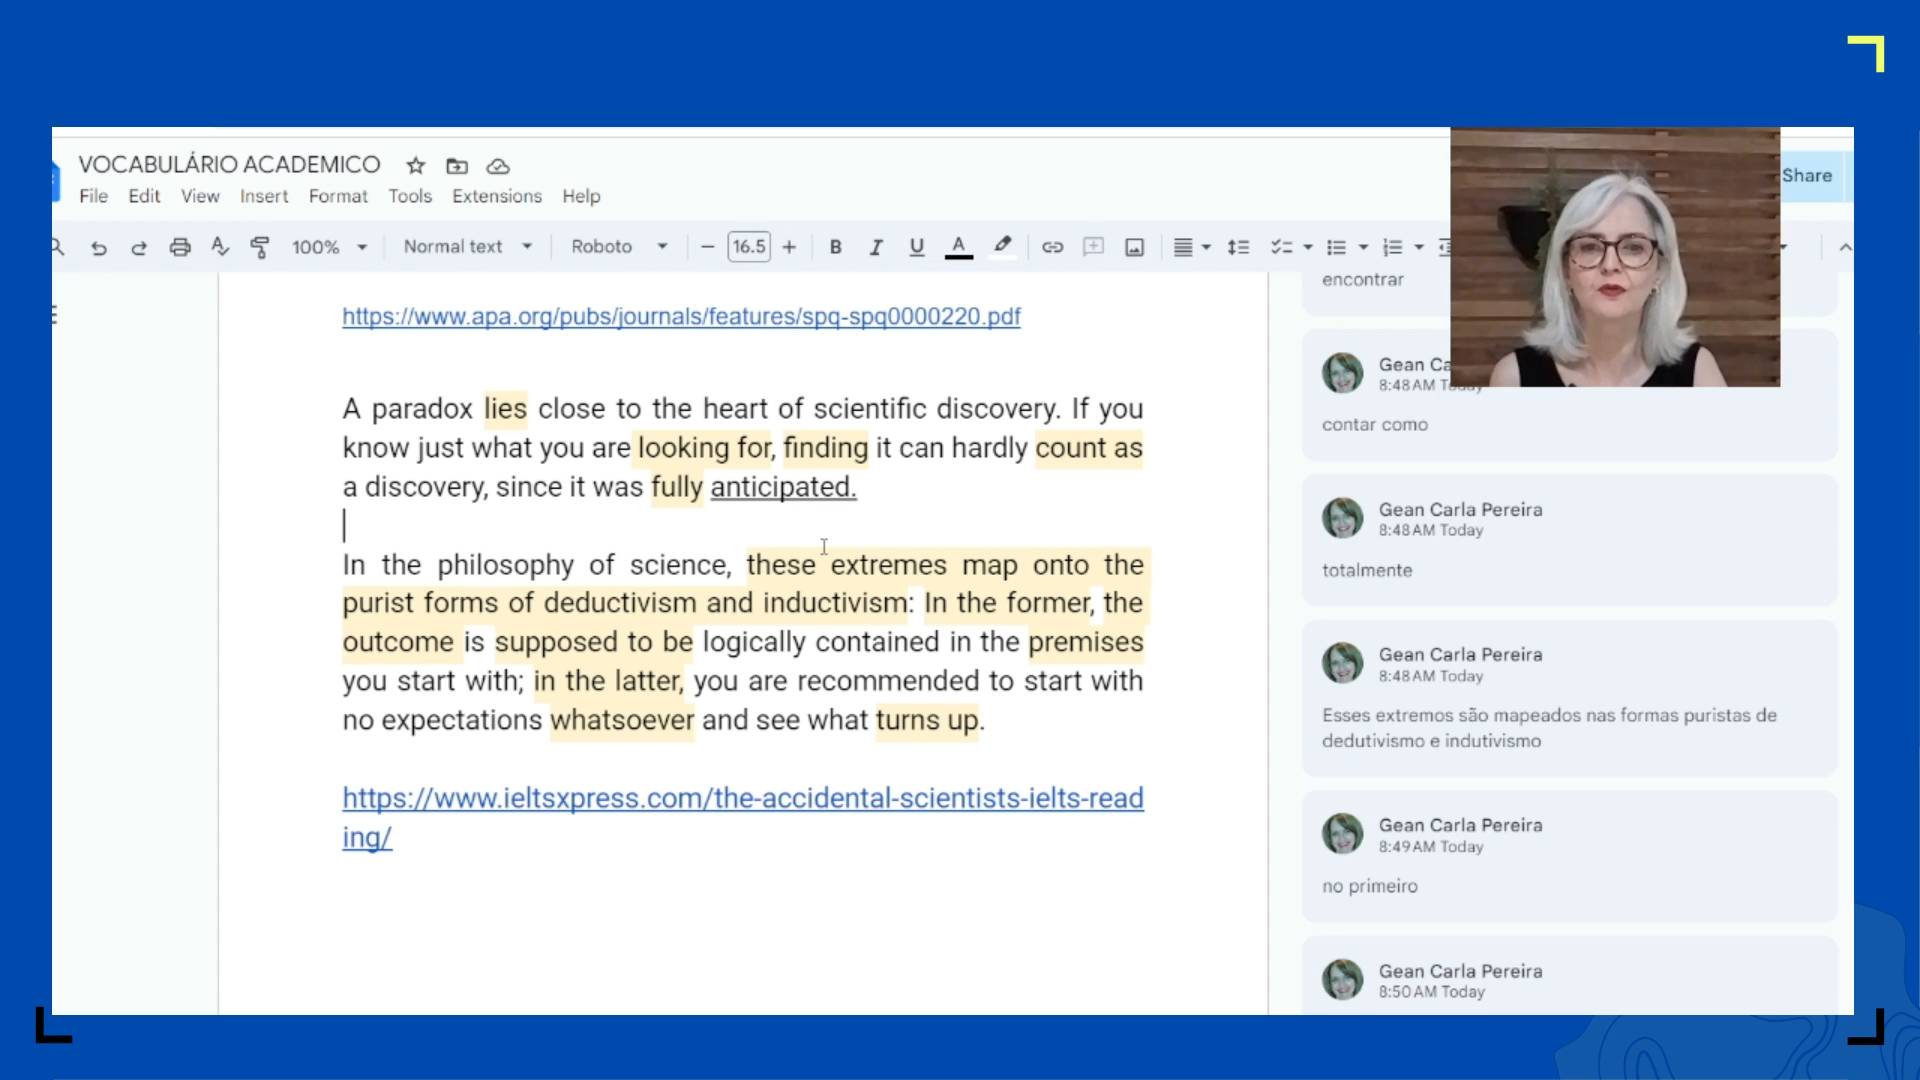 VOCABULÁRIO ACADEMICO
File Edit View Insert Format Tools Extensions Help
Share
100% Normal text Roboto 16.5 B I U A
https://www.apa.org/pubs/journals/features/spq-spq0000220.pdf
A paradox lies close to the heart of scientific discovery. If you
know just what you are looking for, finding it can hardly count as
a discovery, since it was fully anticipated.
In the philosophy of science, these extremes map onto the
purist forms of deductivism and inductivism: In the former, the
outcome is supposed to be logically contained in the premises
you start with; in the latter, you are recommended to start with
no expectations whatsoever and see what turns up.
https://www.ieltsxpress.com/the-accidental-scientists-ielts-read
ing/
encontrar
Gean Ca
8:48 AM Today
contar como
Gean Carla Pereira
8:48 AM Today
totalmente
Gean Carla Pereira
8:48 AM Today
Esses extremos são mapeados nas formas puristas de
dedutivismo e indutivismo
Gean Carla Pereira
8:49 AM Today
no primeiro
Gean Carla Pereira
8:50 AM Today